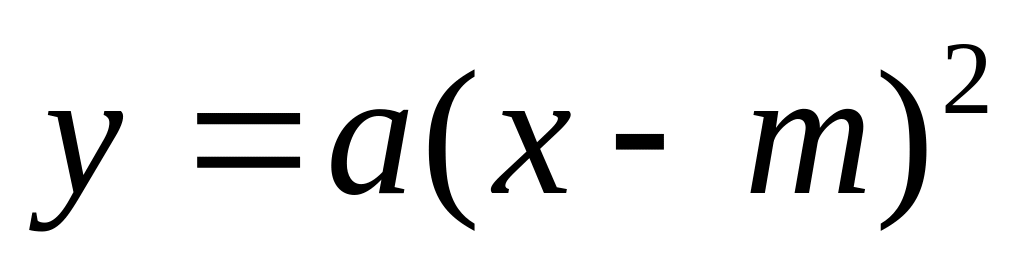 y = a(x - m)²